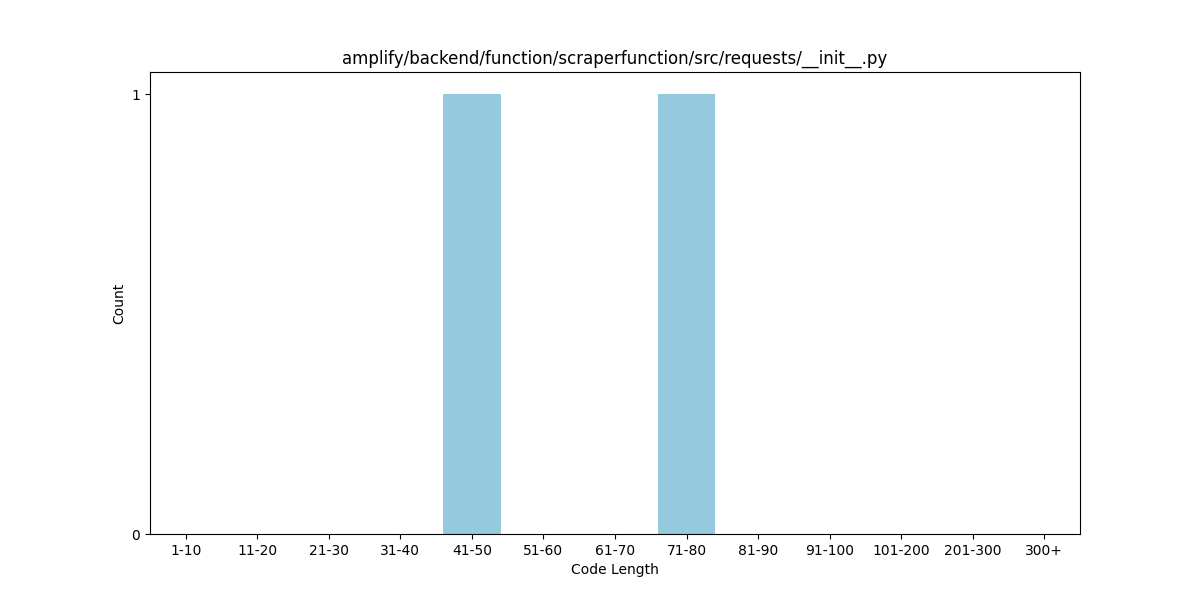 amplify/backend/function/scraperfunction/src/requests/__init__.py
1
Count
0
1-10 11-20 21-30 31-40 41-50 51-60 61-70 71-80 81-90 91-100 101-200 201-300 300+
Code Length